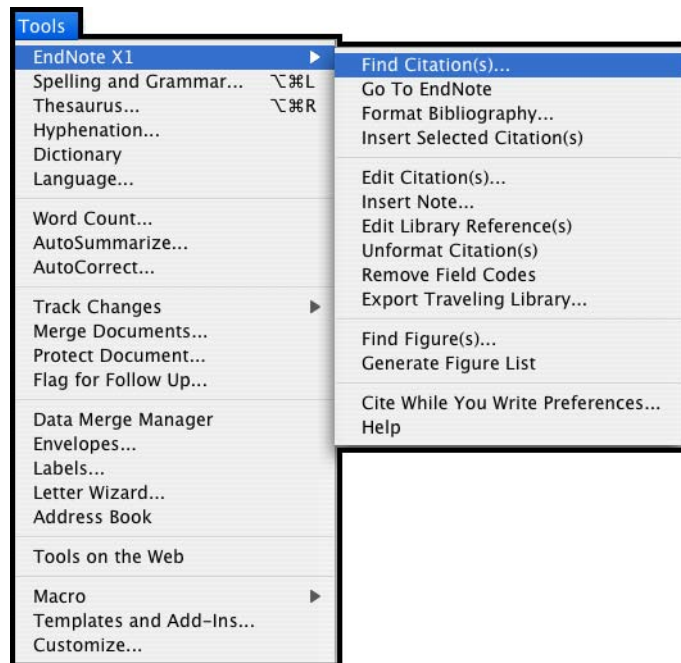 Tools
EndNote X1
Spelling and Grammar... ⌥⌘L
Thesaurus... ⌥⌘R
Hyphenation...
Dictionary
Language...
Word Count...
AutoSummarize...
AutoCorrect...
Track Changes
Merge Documents...
Protect Document...
Flag for Follow Up...
Data Merge Manager
Envelopes...
Labels...
Letter Wizard...
Address Book
Tools on the Web
Macro
Templates and Add-Ins...
Customize...
Find Citation(s)...
Go To EndNote
Format Bibliography...
Insert Selected Citation(s)
Edit Citation(s)...
Insert Note...
Edit Library Reference(s)
Unformat Citation(s)
Remove Field Codes
Export Traveling Library...
Find Figure(s)...
Generate Figure List
Cite While You Write Preferences...
Help